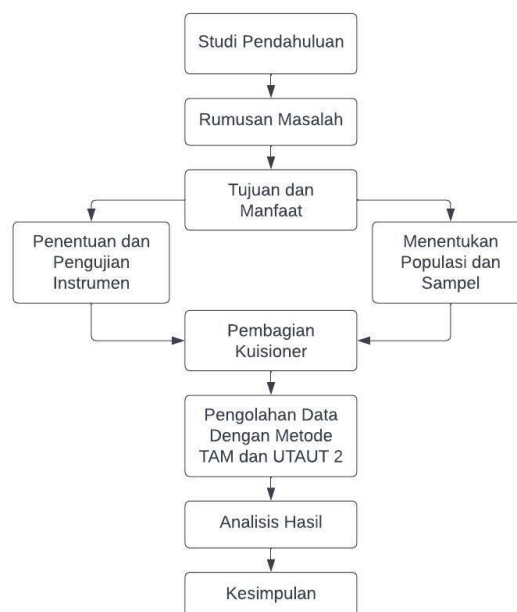 Studi Pendahuluan
Rumusan Masalah
Tujuan dan
Manfaat
Penentuan dan
Pengujian
Instrumen
Menentukan
Populasi dan
Sampel
Pembagian
Kuisioner
Pengolahan Data
Dengan Metode
TAM dan UTAUT 2
Analisis Hasil
Kesimpulan